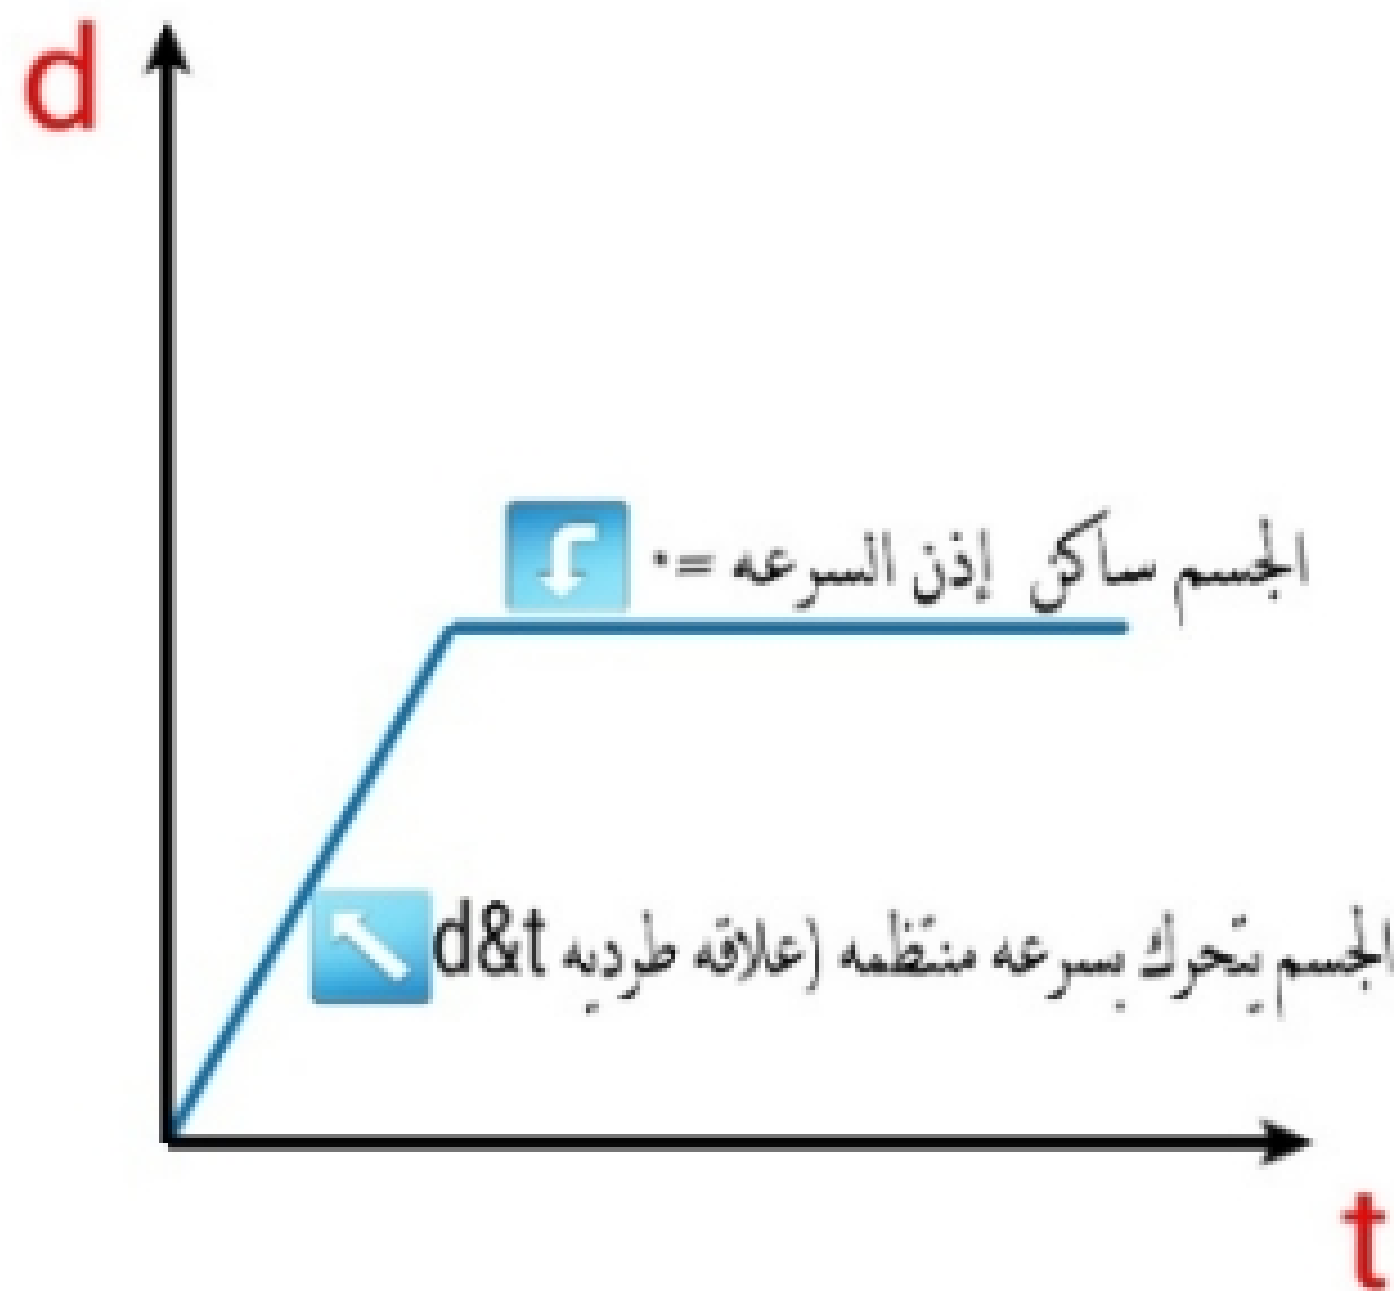 d
الجسم ساكن إذن السرعه =٠
الجسم يتحرك بسرعه منتظمه (علاقه طرديه d&t
t